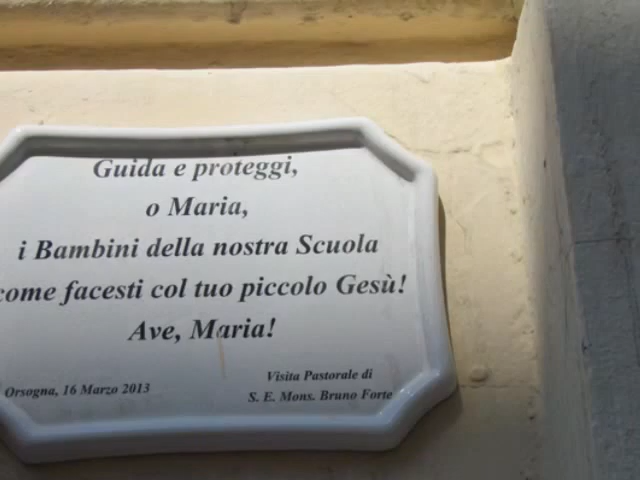 Guida e proteggi,
o Maria,
i Bambini della nostra Scuola
come facesti col tuo piccolo Gesù!
Ave, Maria!
Orsogna, 16 Marzo 2013
Visita Pastorale di
S. E. Mons. Bruno Forte